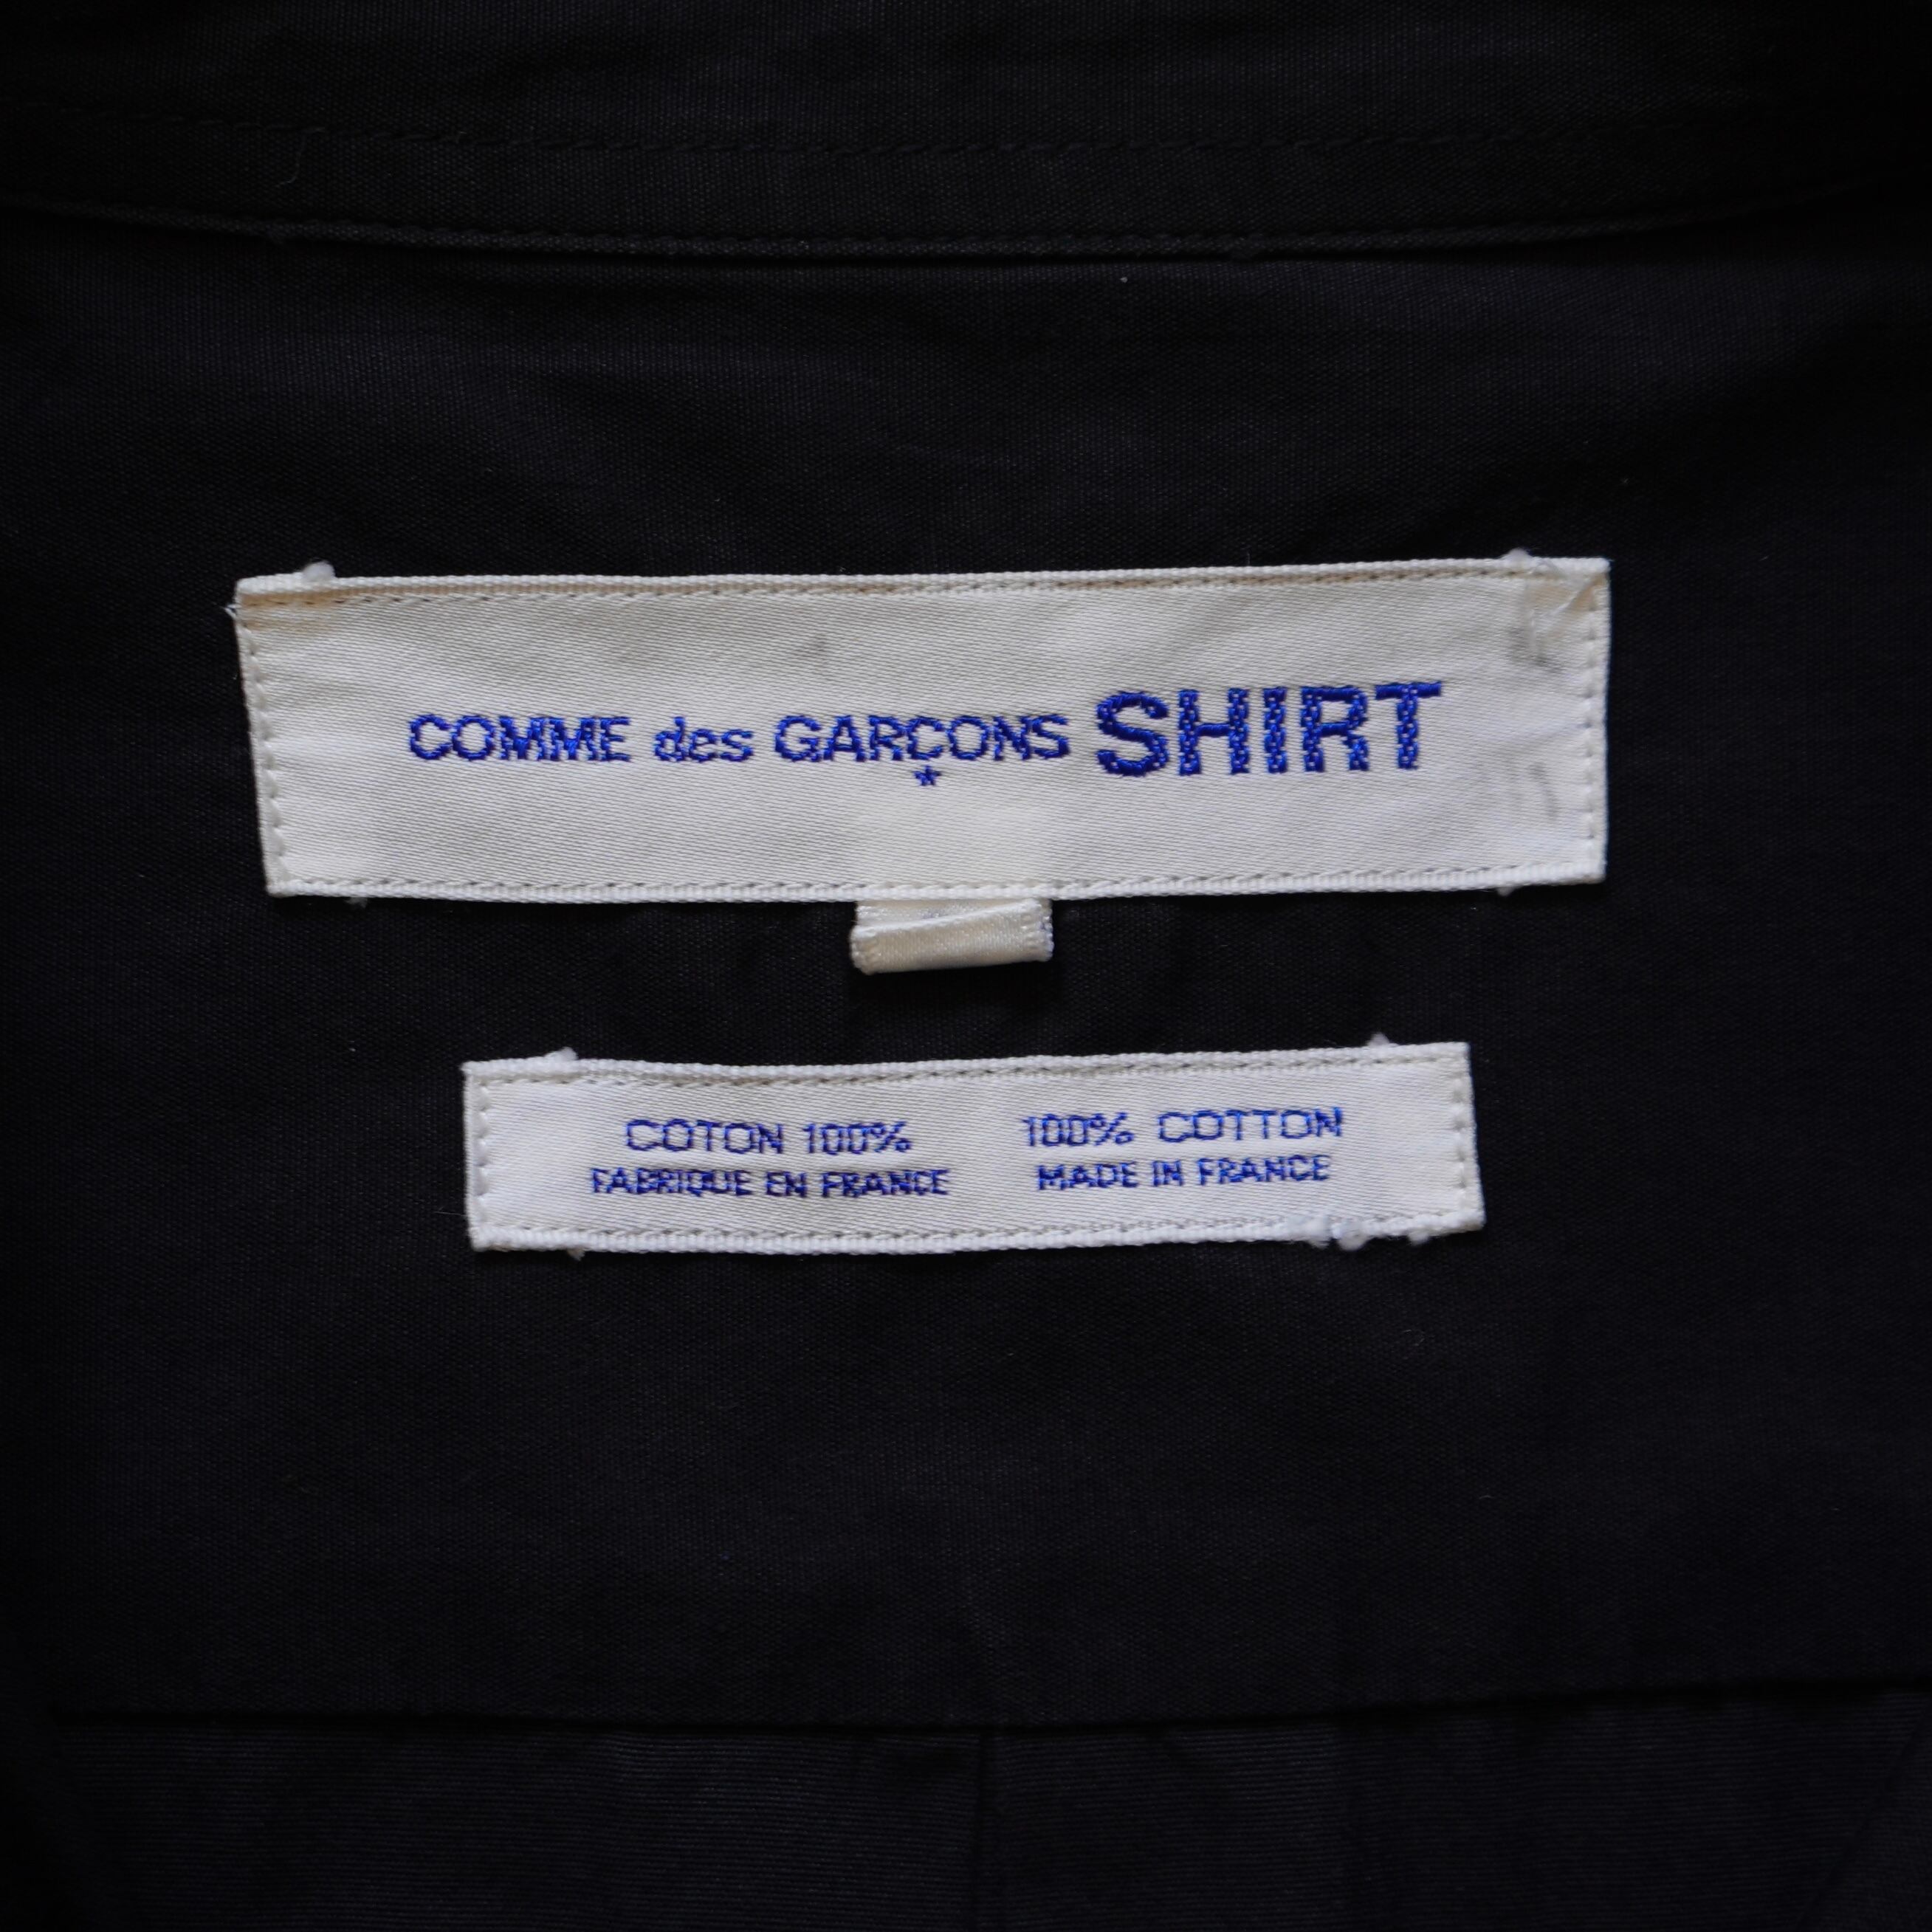 COMME des GARÇONS SHIRT
*
COTON 100%
FABRIQUE EN FRANCE
100% COTTON
MADE IN FRANCE